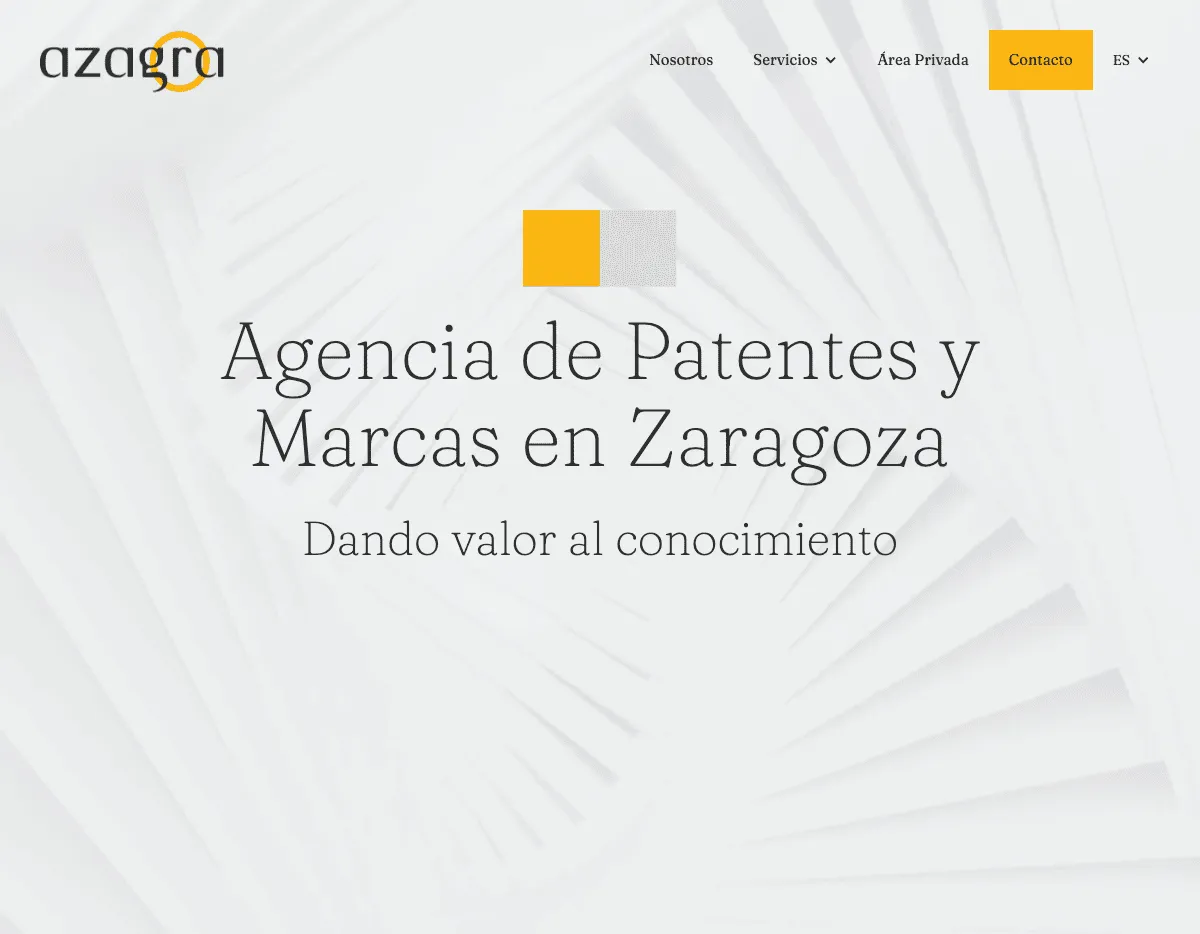 azagra
Nosotros
Servicios
Área Privada
Contacto
ES
Agencia de Patentes y
Marcas en Zaragoza
Dando valor al conocimiento